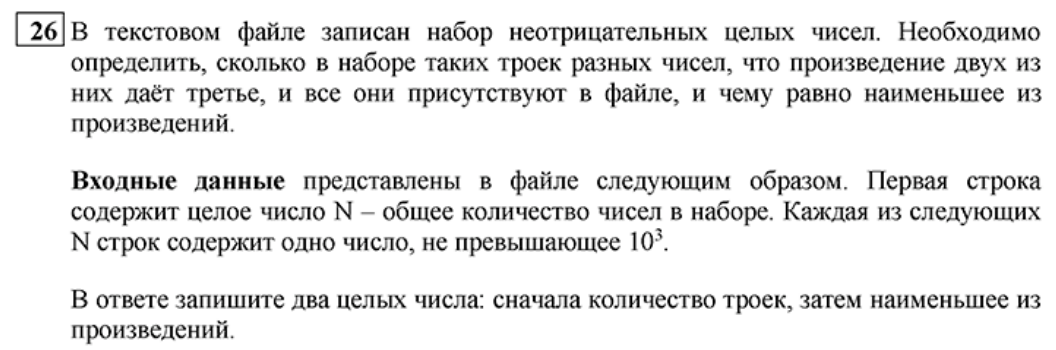 26 В текстовом файле записан набор неотрицательных целых чисел. Необходимо
определить, сколько в наборе таких троек разных чисел, что произведение двух из
них даёт третье, и все они присутствуют в файле, и чему равно наименьшее из
произведений.
Входные данные представлены в файле следующим образом. Первая строка
содержит целое число N – общее количество чисел в наборе. Каждая из следующих
N строк содержит одно число, не превышающее 10³.
В ответе запишите два целых числа: сначала количество троек, затем наименьшее из
произведений.